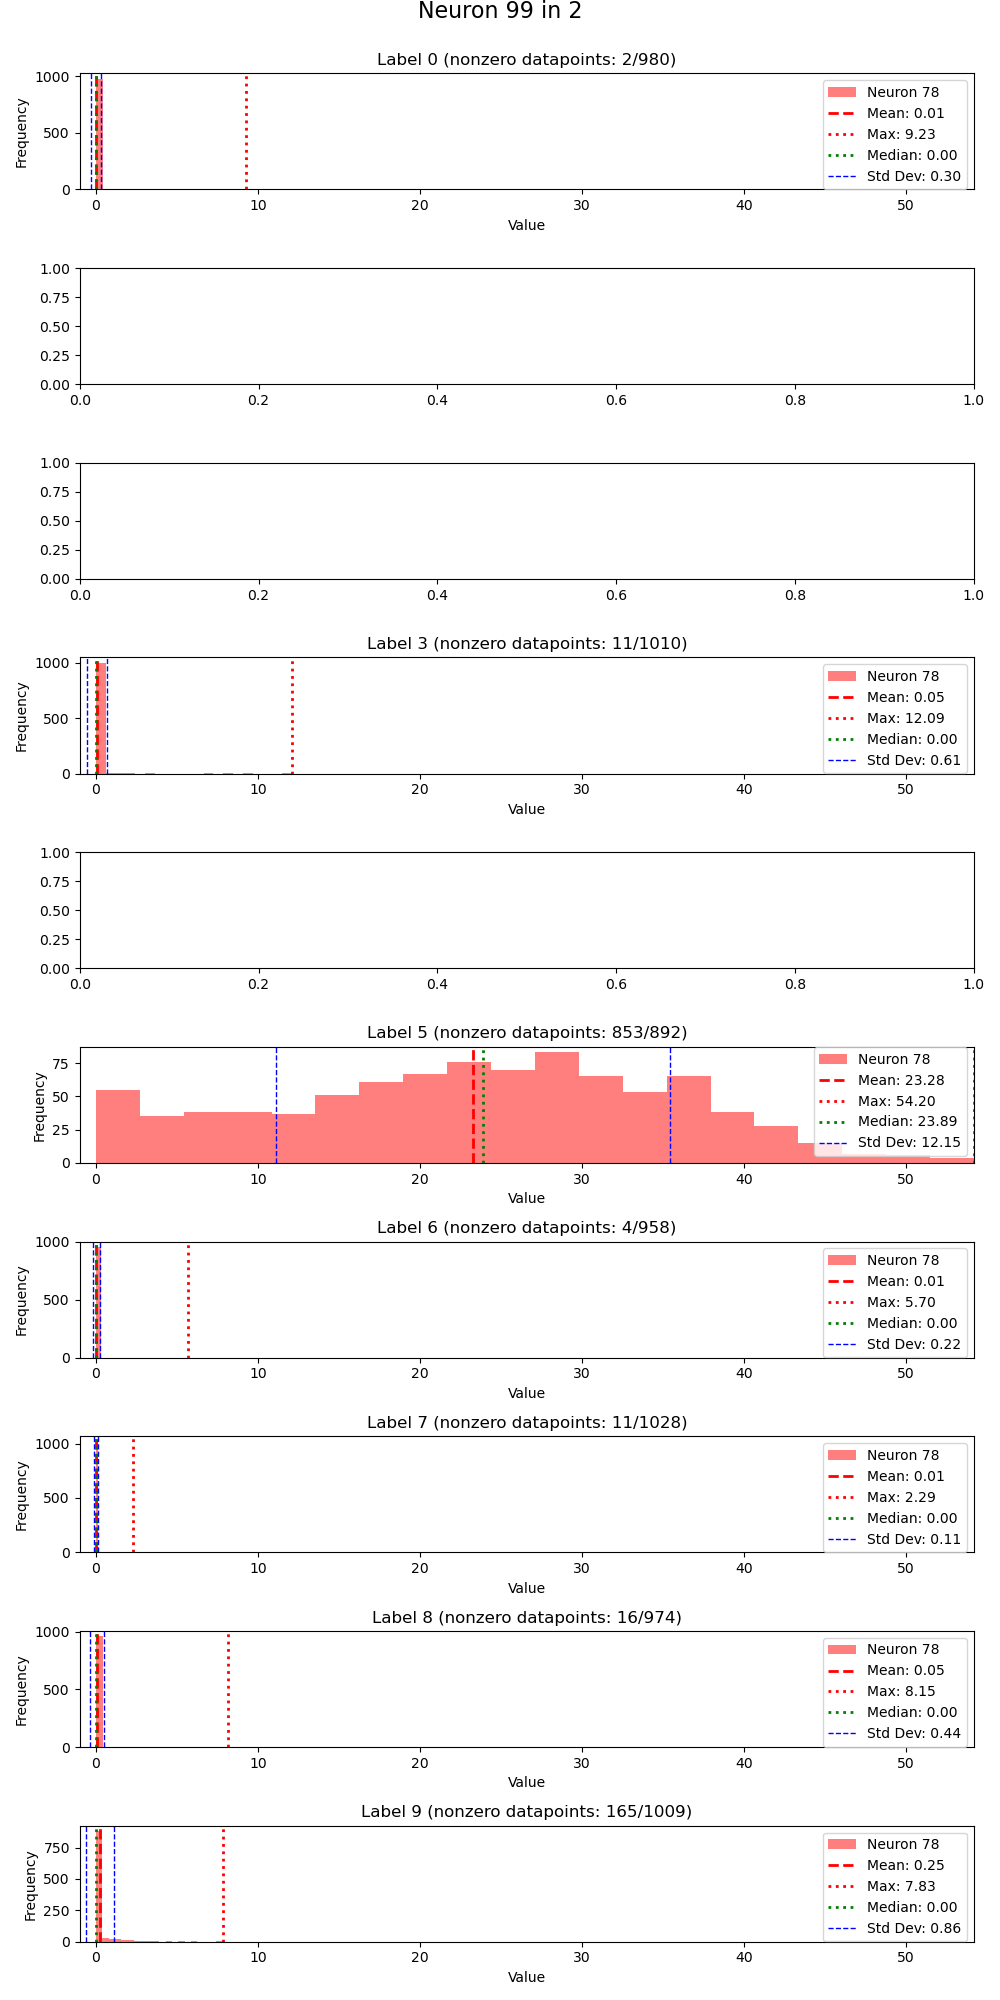 Neuron 99 in 2
Label 0 (nonzero datapoints: 2/980)
Frequency
1000
500
0
Neuron 78
Mean: 0.01
Max: 9.23
Median: 0.00
Std Dev: 0.30
0 10 20 30 40 50
Value
1.00
0.75
0.50
0.25
0.00
0.0 0.2 0.4 0.6 0.8 1.0
1.00
0.75
0.50
0.25
0.00
0.0 0.2 0.4 0.6 0.8 1.0
Label 3 (nonzero datapoints: 11/1010)
Frequency
1000
500
0
Neuron 78
Mean: 0.05
Max: 12.09
Median: 0.00
Std Dev: 0.61
0 10 20 30 40 50
Value
1.00
0.75
0.50
0.25
0.00
0.0 0.2 0.4 0.6 0.8 1.0
Label 5 (nonzero datapoints: 853/892)
Frequency
75
50
25
0
Neuron 78
Mean: 23.28
Max: 54.20
Median: 23.89
Std Dev: 12.15
0 10 20 30 40 50
Value
Label 6 (nonzero datapoints: 4/958)
Frequency
1000
500
0
Neuron 78
Mean: 0.01
Max: 5.70
Median: 0.00
Std Dev: 0.22
0 10 20 30 40 50
Value
Label 7 (nonzero datapoints: 11/1028)
Frequency
1000
500
0
Neuron 78
Mean: 0.01
Max: 2.29
Median: 0.00
Std Dev: 0.11
0 10 20 30 40 50
Value
Label 8 (nonzero datapoints: 16/974)
Frequency
1000
500
0
Neuron 78
Mean: 0.05
Max: 8.15
Median: 0.00
Std Dev: 0.44
0 10 20 30 40 50
Value
Label 9 (nonzero datapoints: 165/1009)
Frequency
750
500
250
0
Neuron 78
Mean: 0.25
Max: 7.83
Median: 0.00
Std Dev: 0.86
0 10 20 30 40 50
Value